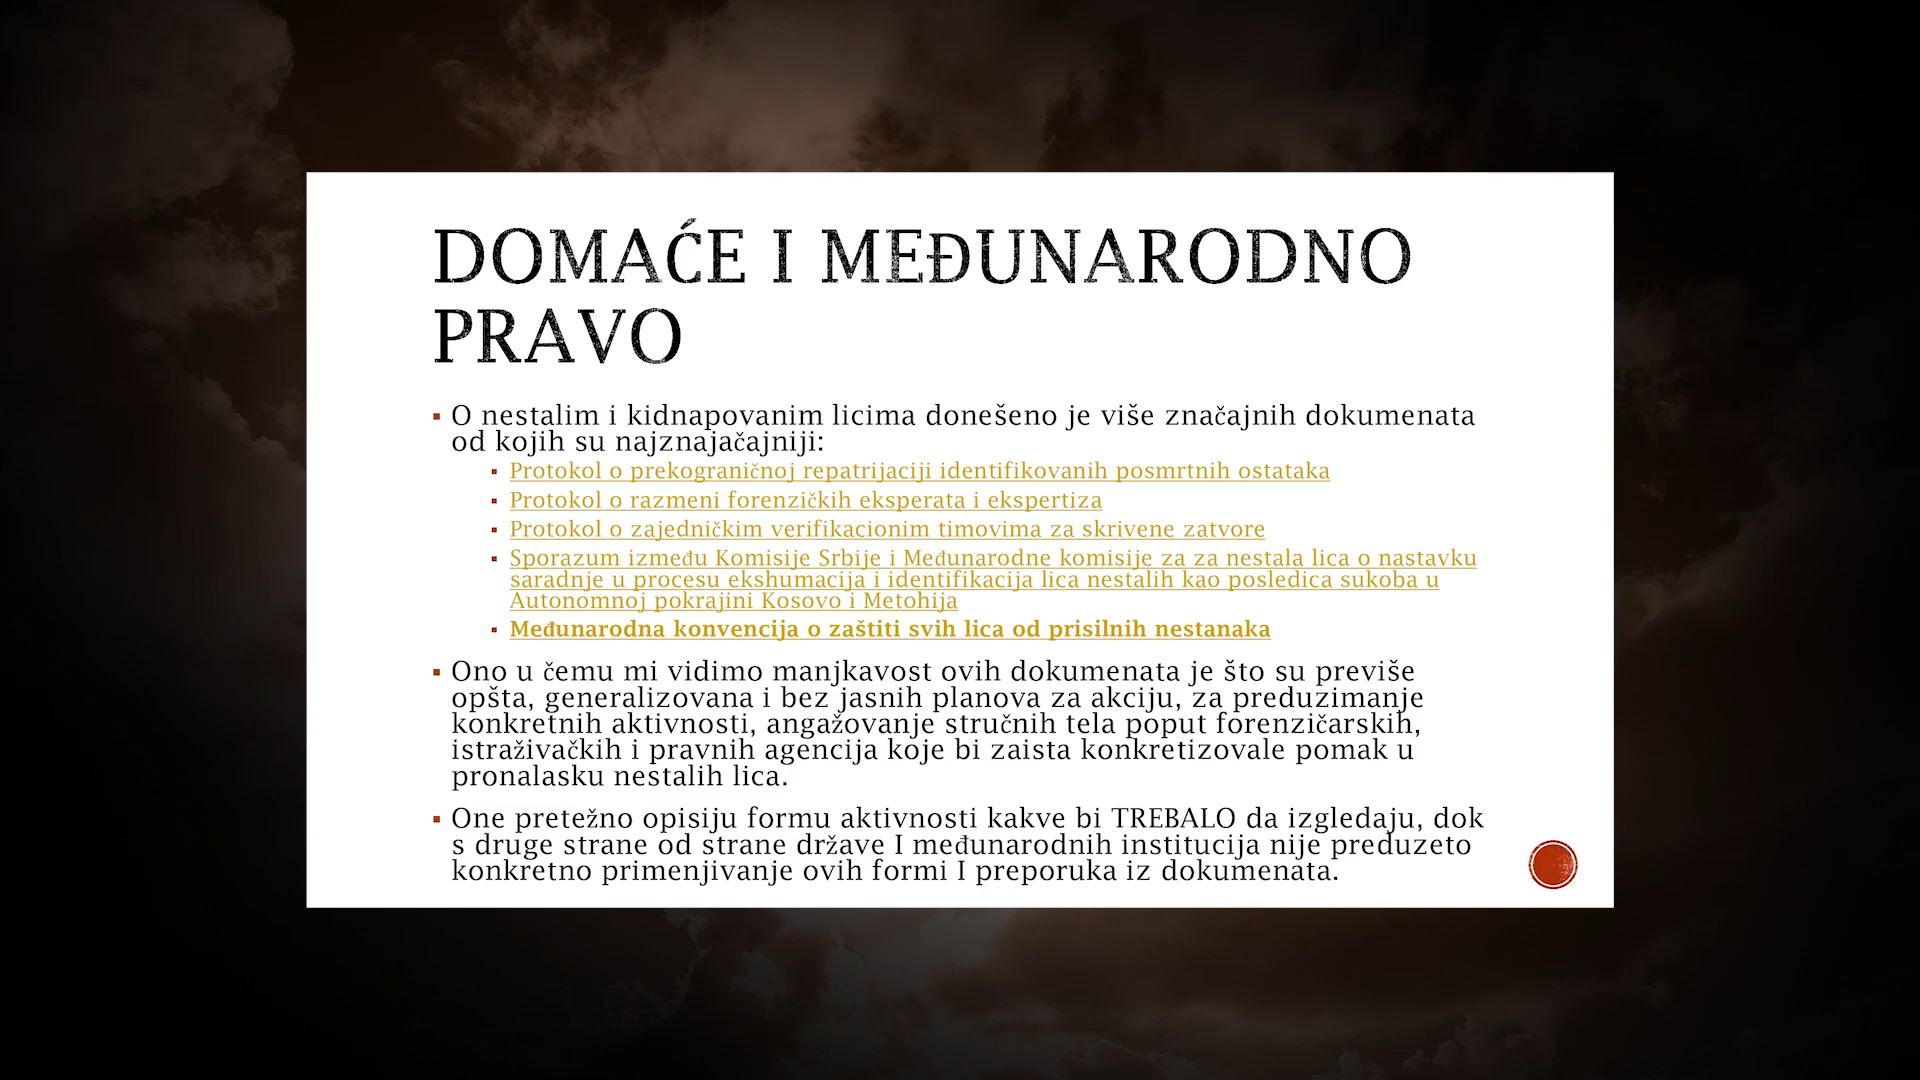 DOMAĆE I MEĐUNARODNO
PRAVO
O nestalim i kidnapovanim licima donešeno je više značajnih dokumenata
od kojih su najznajačajniji:
Protokol o prekograničnoj repatrijaciji identifikovanih posmrtnih ostataka
Protokol o razmeni forenzičkih eksperata i ekspertiza
Protokol o zajedničkim verifikacionim timovima za skrivene zatvore
Sporazum između Komisije Srbije i Međunarodne komisije za za nestala lica o nastavku
saradnje u procesu ekshumacija i identifikacija lica nestalih kao posledica sukoba u
Autonomnoj pokrajini Kosovo i Metohija
Međunarodna konvencija o zaštiti svih lica od prisilnih nestanaka
Ono u čemu mi vidimo manjkavost ovih dokumenata je što su previše
opšta, generalizovana i bez jasnih planova za akciju, za preduzimanje
konkretnih aktivnosti, angažovanje stručnih tela poput forenzičarskih,
istraživačkih i pravnih agencija koje bi zaista konkretizovale pomak u
pronalasku nestalih lica.
One pretežno opisiju formu aktivnosti kakve bi TREBALO da izgledaju, dok
s druge strane od strane države I međunarodnih institucija nije preduzeto
konkretno primenjivanje ovih formi I preporuka iz dokumenata.